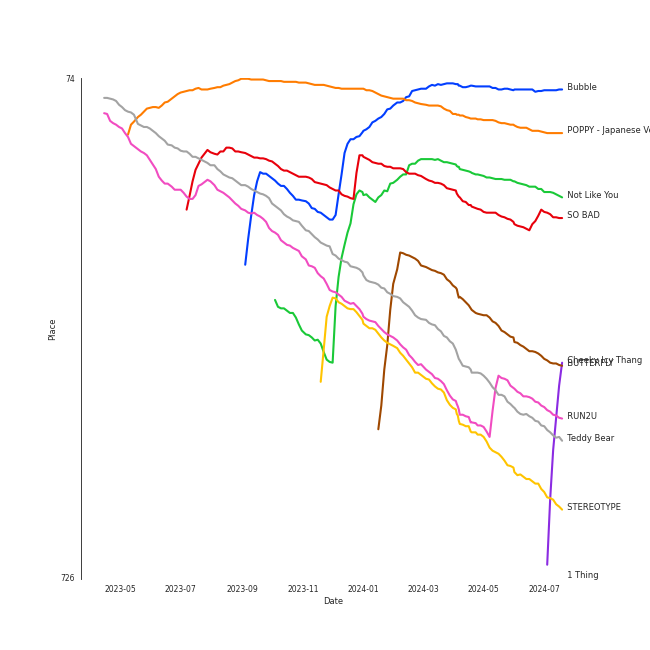 74
Bubble
POPPY - Japanese Ve
Not Like You
SO BAD
Place
Cheeky Icy Thang
BUTTERFLY
RUN2U
Teddy Bear
STEREOTYPE
1 Thing
726
2023-05 2023-07 2023-09 2023-11 2024-01 2024-03 2024-05 2024-07
Date